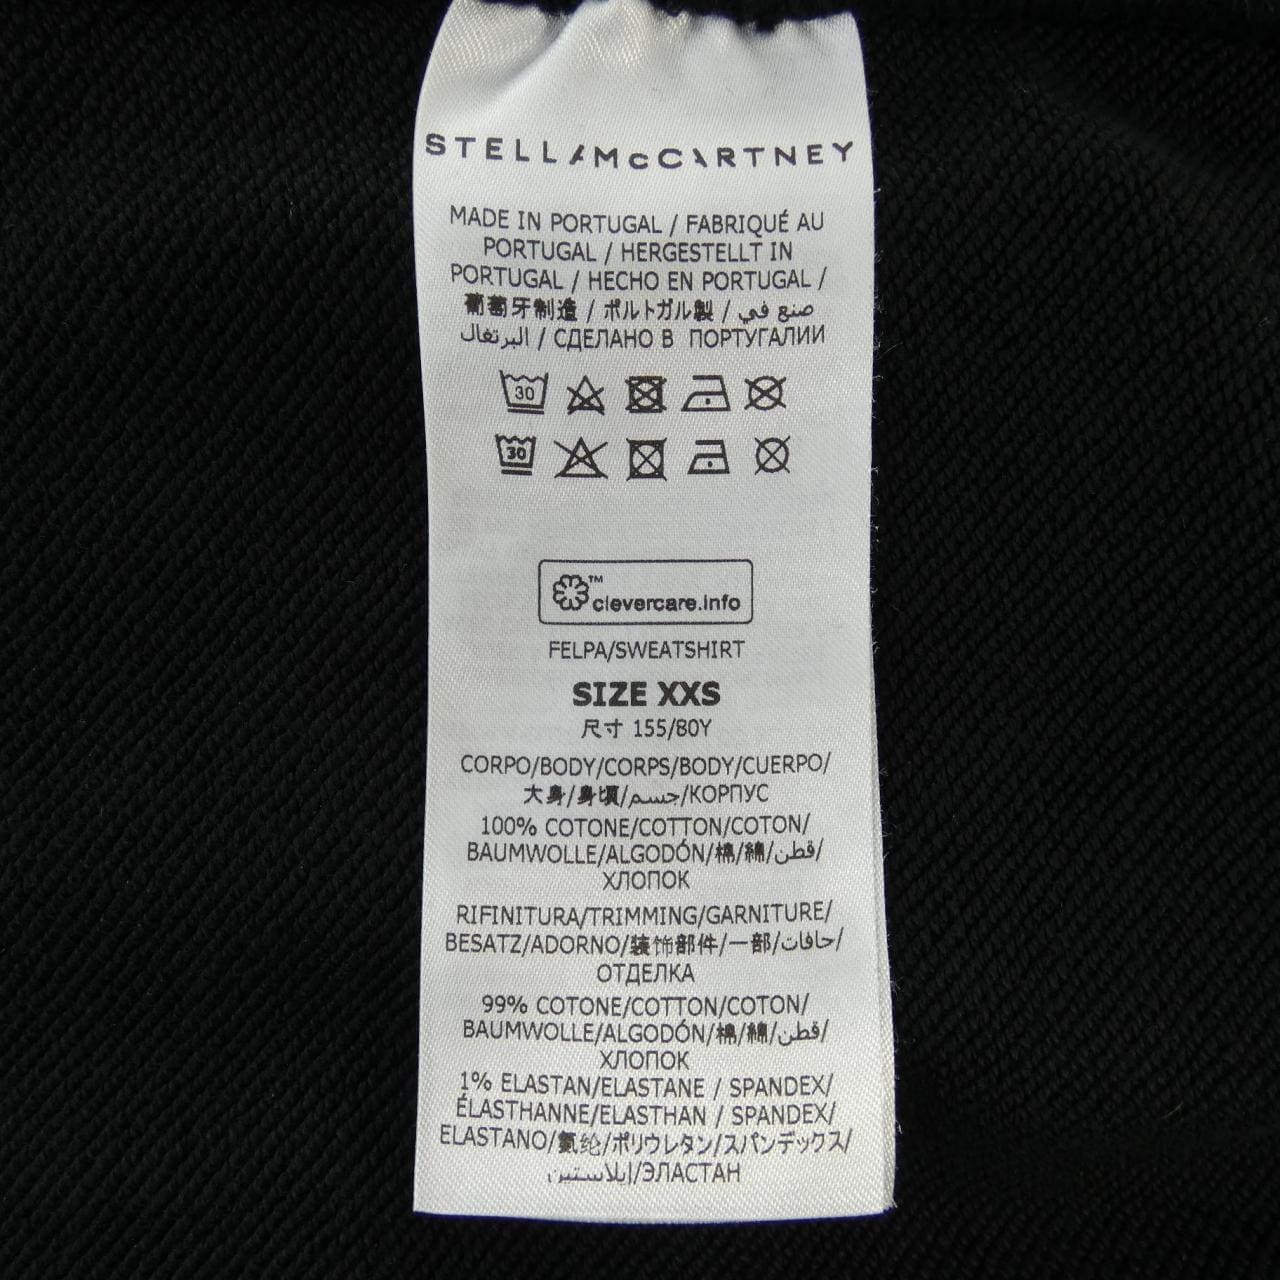 STELLAMcCARTNEY
MADE IN PORTUGAL / FABRIQUÉ AU
PORTUGAL / HERGESTELLT IN
PORTUGAL / HECHO EN PORTUGAL /
葡萄牙制造 / ポルトガル製 / صنع في
البرتغال / СДЕЛАНО В ПОРТУГАЛИИ
30
30
™
clevercare.info
FELPA/SWEATSHIRT
SIZE XXS
尺寸 155/80Y
CORPO/BODY/CORPS/BODY/CUERPO/
大身/身頃/جسم/КОРПУС
100% COTONE/COTTON/COTON/
BAUMWOLLE/ALGODÓN/棉/綿/قطن/
ХЛОПОК
RIFINITURA/TRIMMING/GARNITURE/
BESATZ/ADORNO/装饰部件/一部/حافات/
ОТДЕЛКА
99% COTONE/COTTON/COTON/
BAUMWOLLE/ALGODÓN/棉/綿/قطن/
ХЛОПОК
1% ELASTAN/ELASTANE / SPANDEX/
ÉLASTHANNE/ELASTHAN / SPANDEX/
ELASTANO/氨纶/ポリウレタン/スパンデックス/
إيلاستين/ЭЛАСТАН